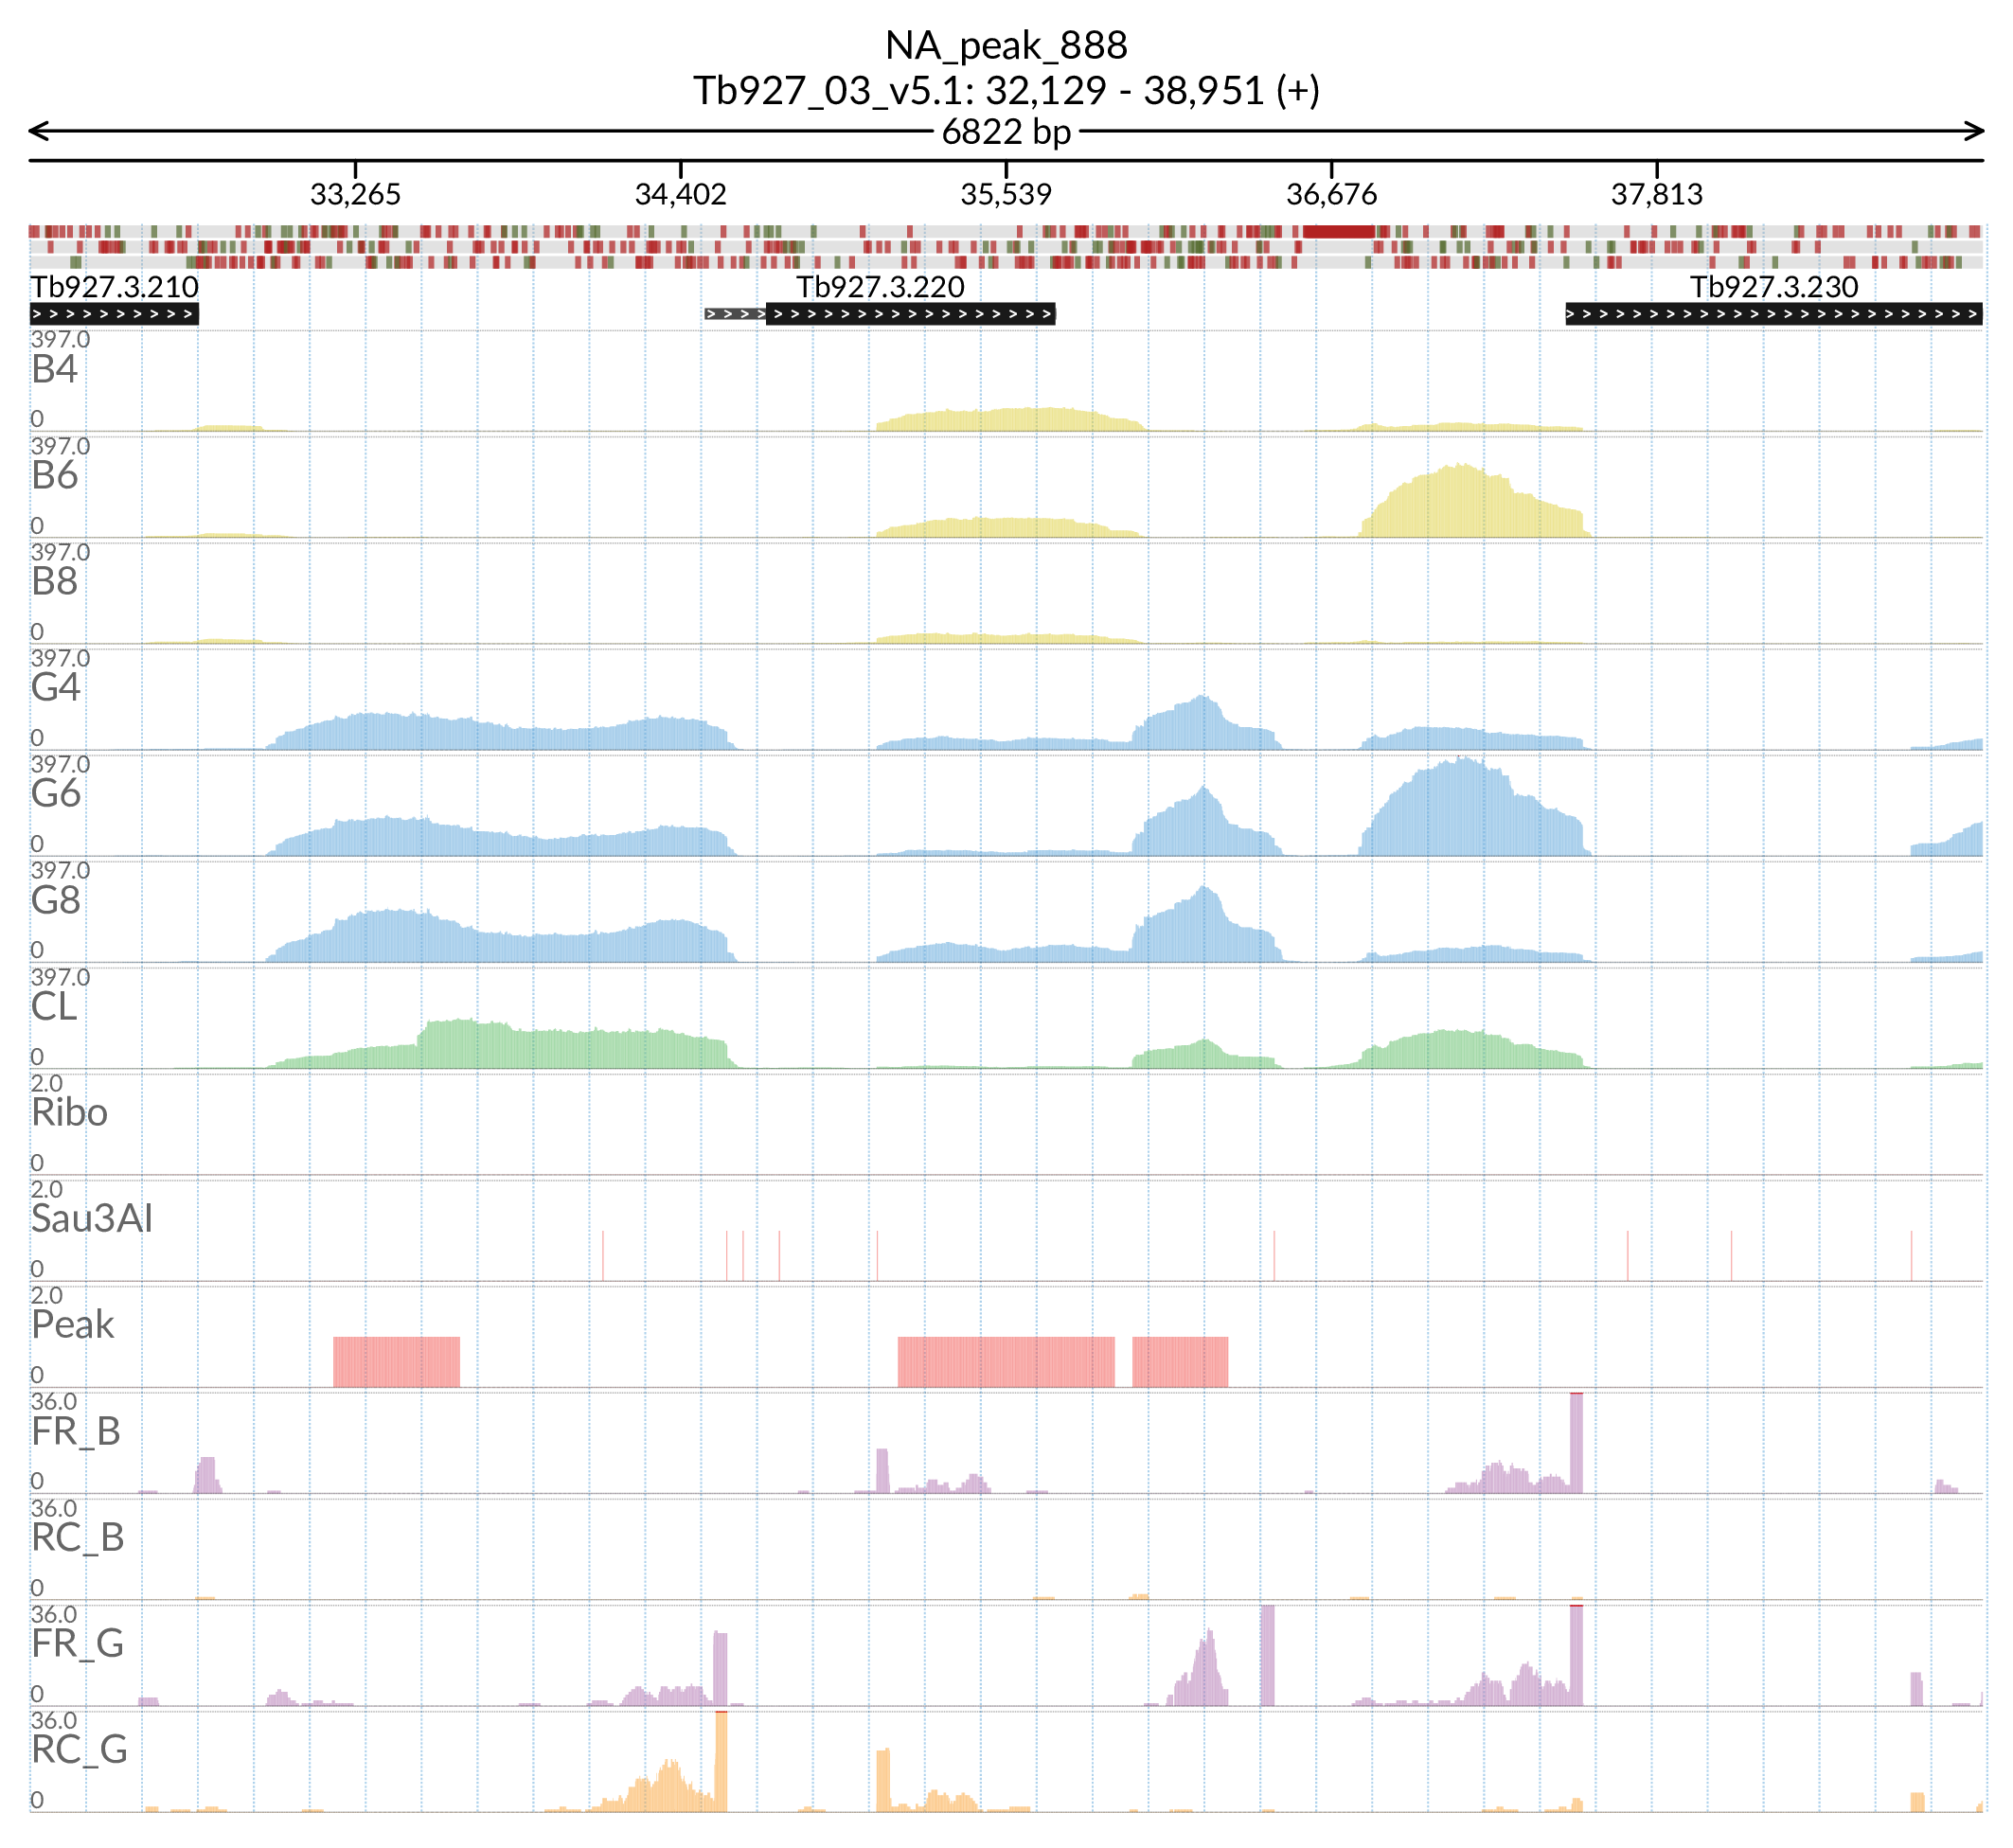 NA_peak_888
Tb927_03_v5.1: 32,129 - 38,951 (+)
6822 bp
33,265 34,402 35,539 36,676 37,813
Tb927.3.210 Tb927.3.220 Tb927.3.230
397.0
B4
0
397.0
B6
0
397.0
B8
0
397.0
G4
0
397.0
G6
0
397.0
G8
0
397.0
CL
0
2.0
Ribo
0
2.0
Sau3AI
0
2.0
Peak
0
36.0
FR_B
0
36.0
RC_B
0
36.0
FR_G
0
36.0
RC_G
0